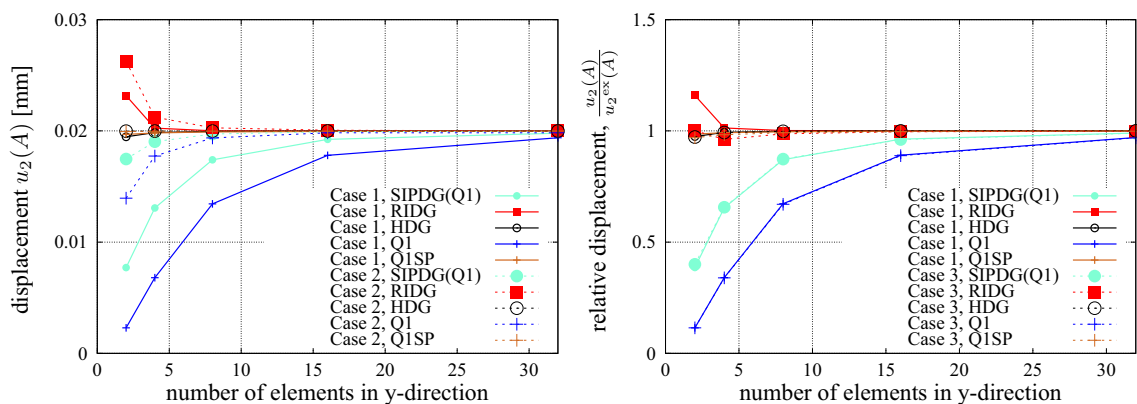 0.03
0.02
0.01
0
displacement u₂(A) [mm]
Case 1, SIPDG(Q1)
Case 1, RIDG
Case 1, HDG
Case 1, Q1
Case 1, Q1SP
Case 2, SIPDG(Q1)
Case 2, RIDG
Case 2, HDG
Case 2, Q1
Case 2, Q1SP
0 5 10 15 20 25 30
number of elements in y-direction
1.5
1
0.5
0
relative displacement, u₂(A)/u₂ᵉˣ(A)
Case 1, SIPDG(Q1)
Case 1, RIDG
Case 1, HDG
Case 1, Q1
Case 1, Q1SP
Case 3, SIPDG(Q1)
Case 3, RIDG
Case 3, HDG
Case 3, Q1
Case 3, Q1SP
0 5 10 15 20 25 30
number of elements in y-direction